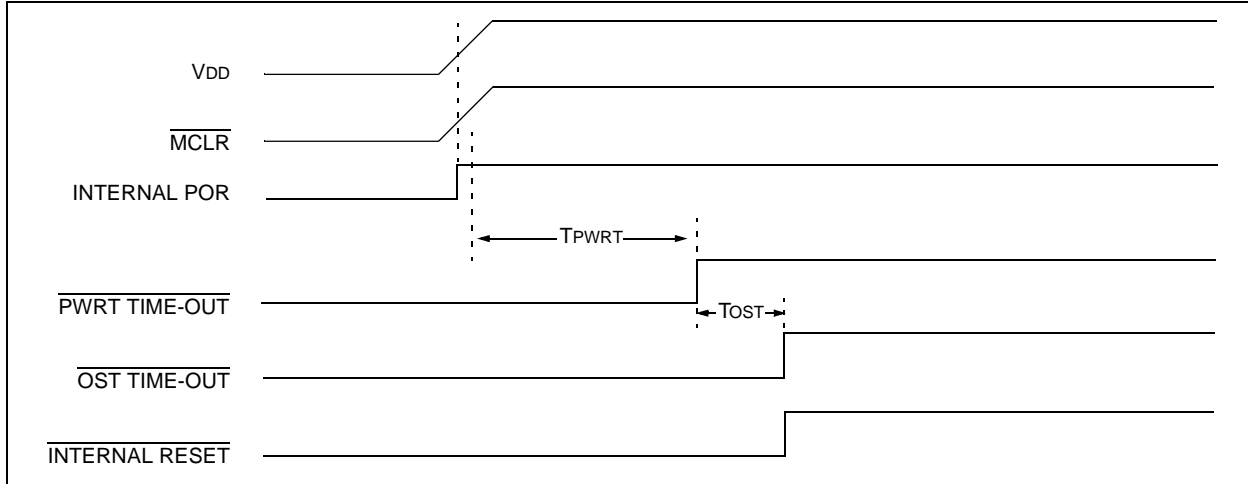 VDD
MCLR
INTERNAL POR
TPWRT
PWRT TIME-OUT
TOST
OST TIME-OUT
INTERNAL RESET